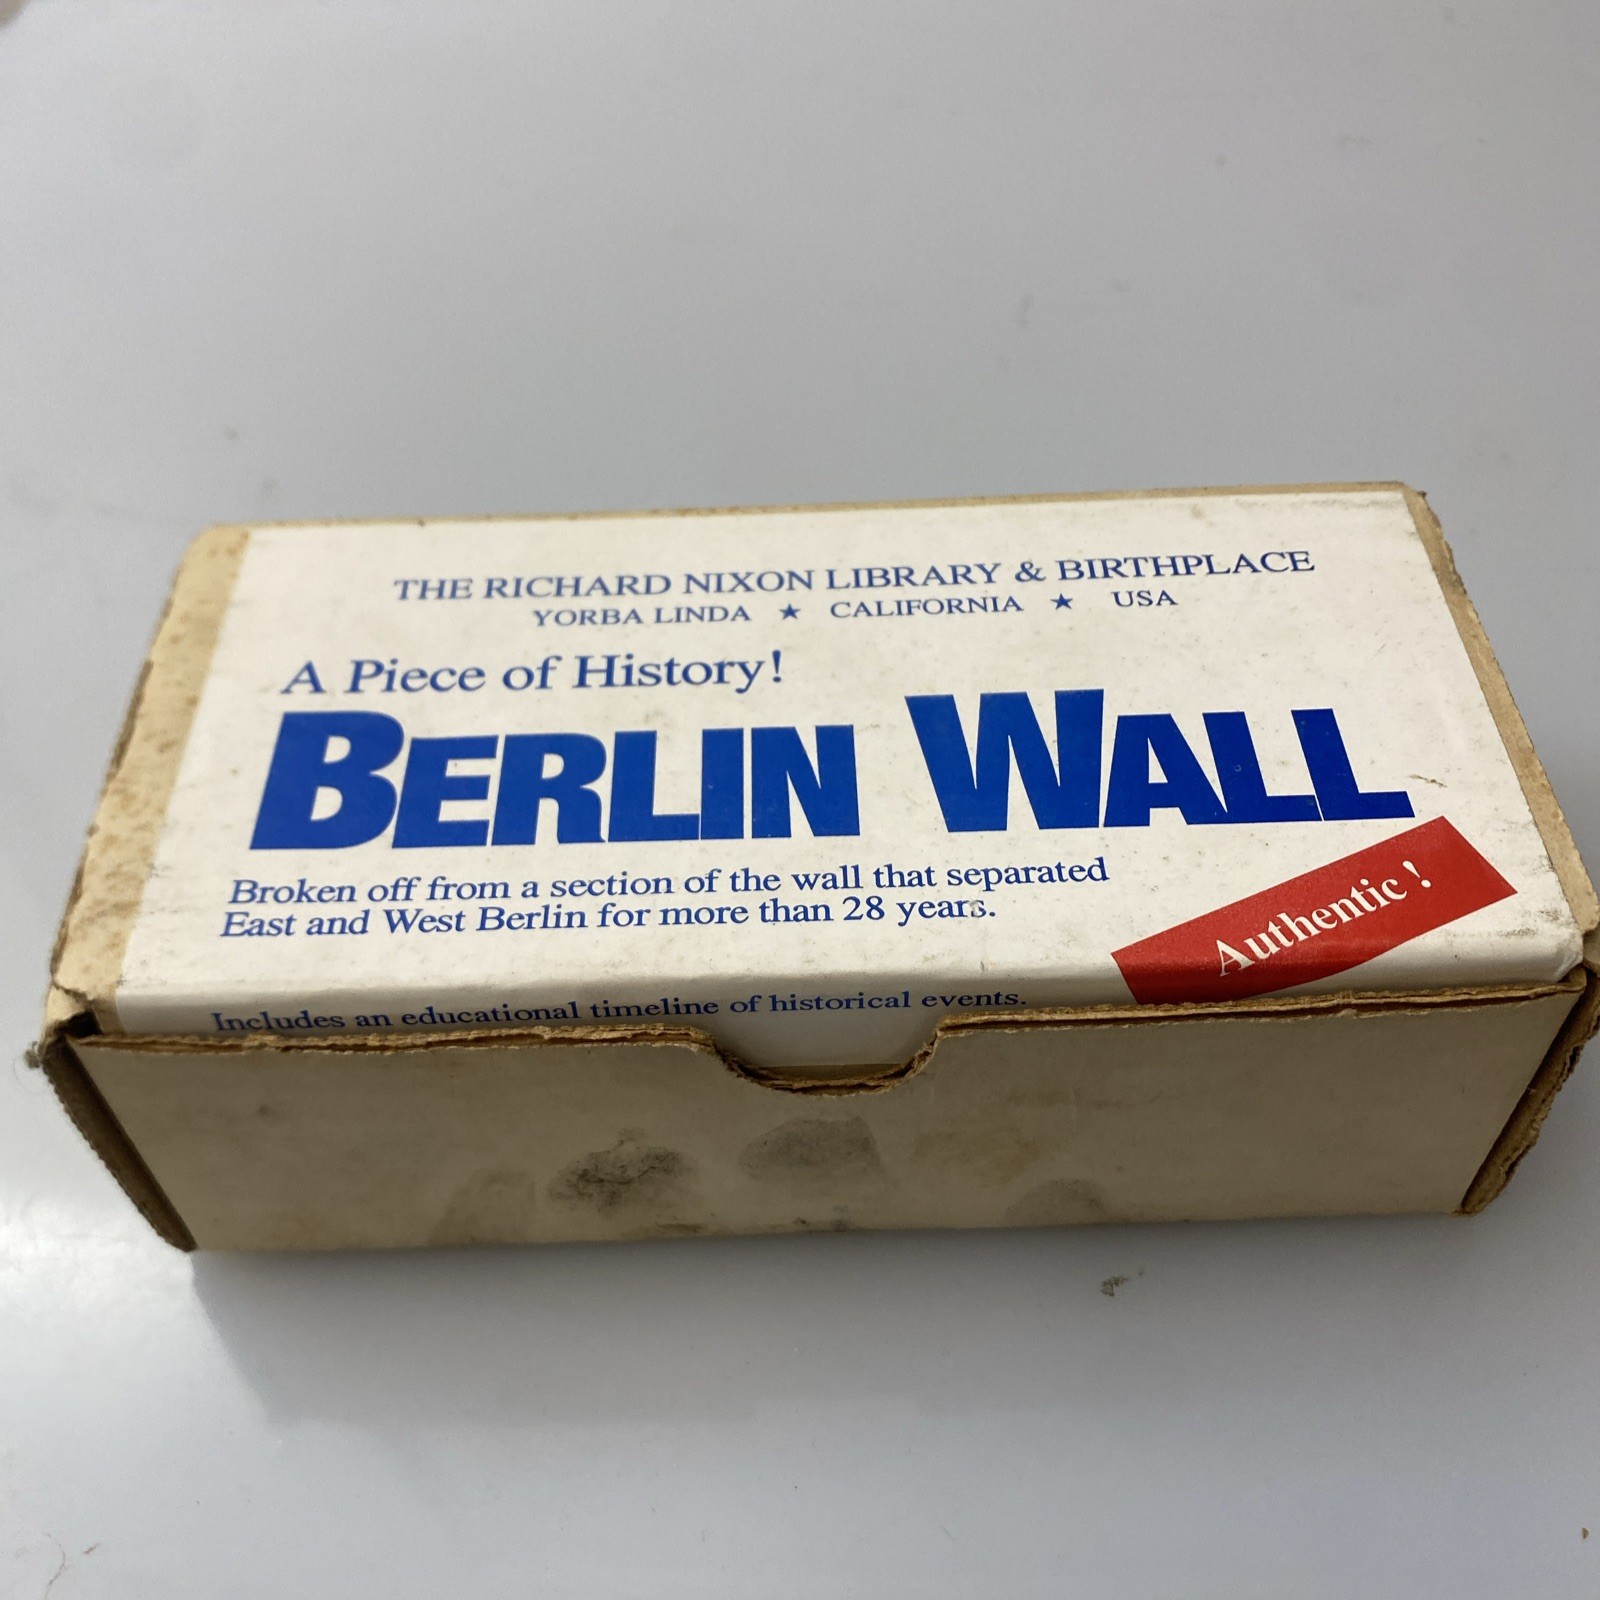 THE RICHARD NIXON LIBRARY & BIRTHPLACE
YORBA LINDA ★ CALIFORNIA ★ USA
A Piece of History!
BERLIN WALL
Broken off from a section of the wall that separated
East and West Berlin for more than 28 years.
Authentic !
Includes an educational timeline of historical events.